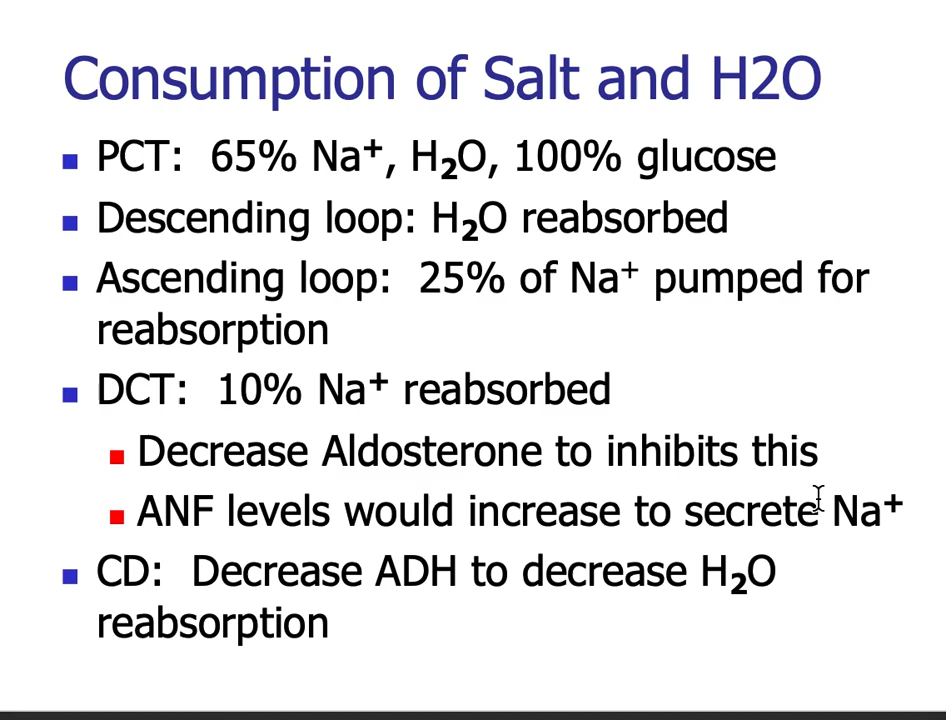 Consumption of Salt and H2O
PCT: 65% Na⁺, H₂O, 100% glucose
Descending loop: H₂O reabsorbed
Ascending loop: 25% of Na⁺ pumped for
reabsorption
DCT: 10% Na⁺ reabsorbed
Decrease Aldosterone to inhibits this
ANF levels would increase to secrete Na⁺
CD: Decrease ADH to decrease H₂O
reabsorption